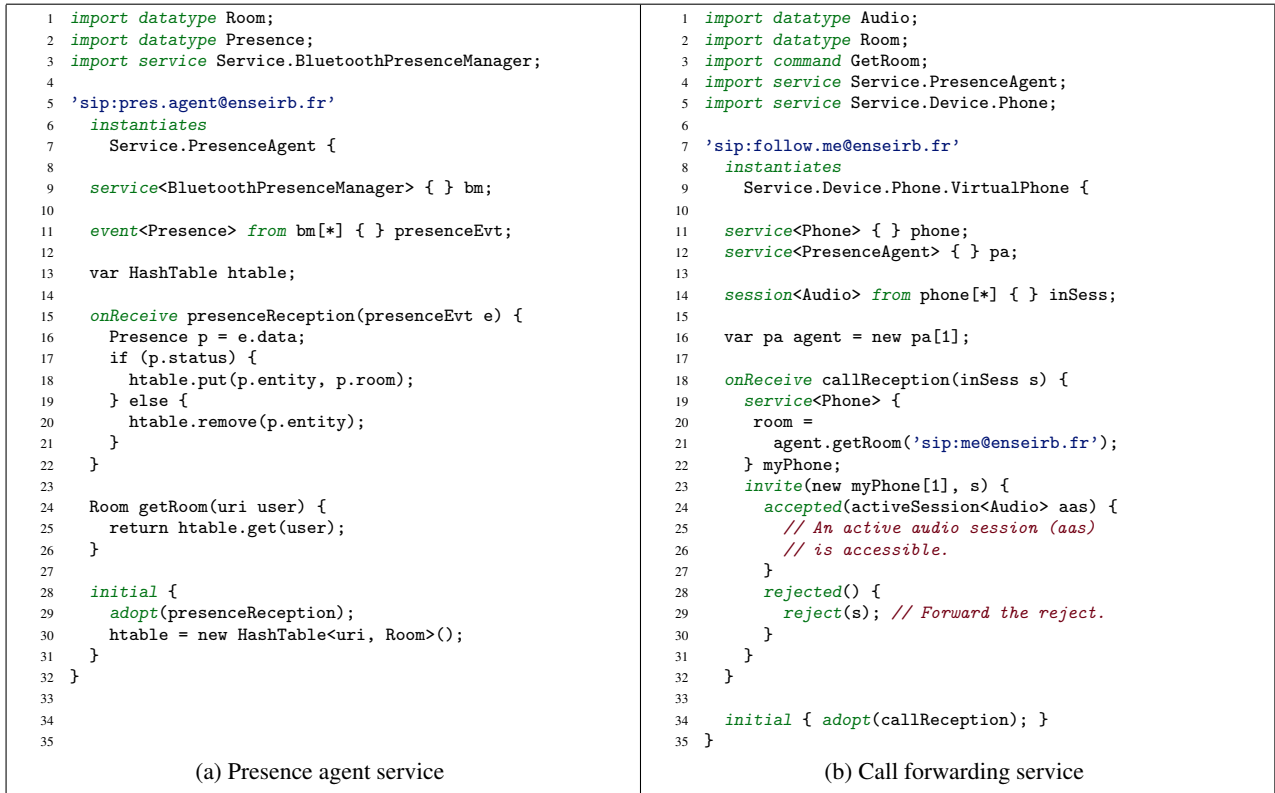 1 import datatype Room;
2 import datatype Presence;
3 import service Service.BluetoothPresenceManager;
4
5 'sip:pres.agent@enseirb.fr'
6 instantiates
7 Service.PresenceAgent {
8
9 service<BluetoothPresenceManager> { } bm;
10
11 event<Presence> from bm[*] { } presenceEvt;
12
13 var HashTable htable;
14
15 onReceive presenceReception(presenceEvt e) {
16 Presence p = e.data;
17 if (p.status) {
18 htable.put(p.entity, p.room);
19 } else {
20 htable.remove(p.entity);
21 }
22 }
23
24 Room getRoom(uri user) {
25 return htable.get(user);
26 }
27
28 initial {
29 adopt(presenceReception);
30 htable = new HashTable<uri, Room>();
31 }
32 }
33
34
35
(a) Presence agent service
1 import datatype Audio;
2 import datatype Room;
3 import command GetRoom;
4 import service Service.PresenceAgent;
5 import service Service.Device.Phone;
6
7 'sip:follow.me@enseirb.fr'
8 instantiates
9 Service.Device.Phone.VirtualPhone {
10
11 service<Phone> { } phone;
12 service<PresenceAgent> { } pa;
13
14 session<Audio> from phone[*] { } inSess;
15
16 var pa agent = new pa[1];
17
18 onReceive callReception(inSess s) {
19 service<Phone> {
20 room =
21 agent.getRoom('sip:me@enseirb.fr');
22 } myPhone;
23 invite(new myPhone[1], s) {
24 accepted(activeSession<Audio> aas) {
25 // An active audio session (aas)
26 // is accessible.
27 }
28 rejected() {
29 reject(s); // Forward the reject.
30 }
31 }
32 }
33
34 initial { adopt(callReception); }
35 }
(b) Call forwarding service